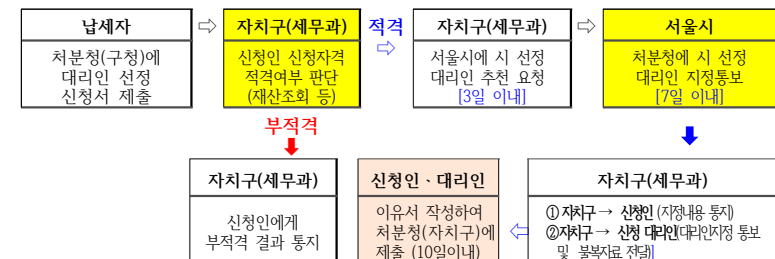 납세자
처분청(구청)에
대리인 선정
신청서 제출
⇨
자치구(세무과)
신청인 신청자격
적격여부 판단
(재산조회 등)
적격
⇨
자치구(세무과)
서울시에 시 선정
대리인 추천 요청
[3일 이내]
⇨
서울시
처분청에 시 선정
대리인 지정통보
[7일 이내]
부적격
자치구(세무과)
신청인에게
부적격 결과 통지
신청인·대리인
이유서 작성하여
처분청(자치구)에
제출 (10일이내)
자치구(세무과)
①자치구→ 신청인(지정내용 통지)
②자치구→ 신청 대리인[대리인지정 통보
및 불복자료 전달]